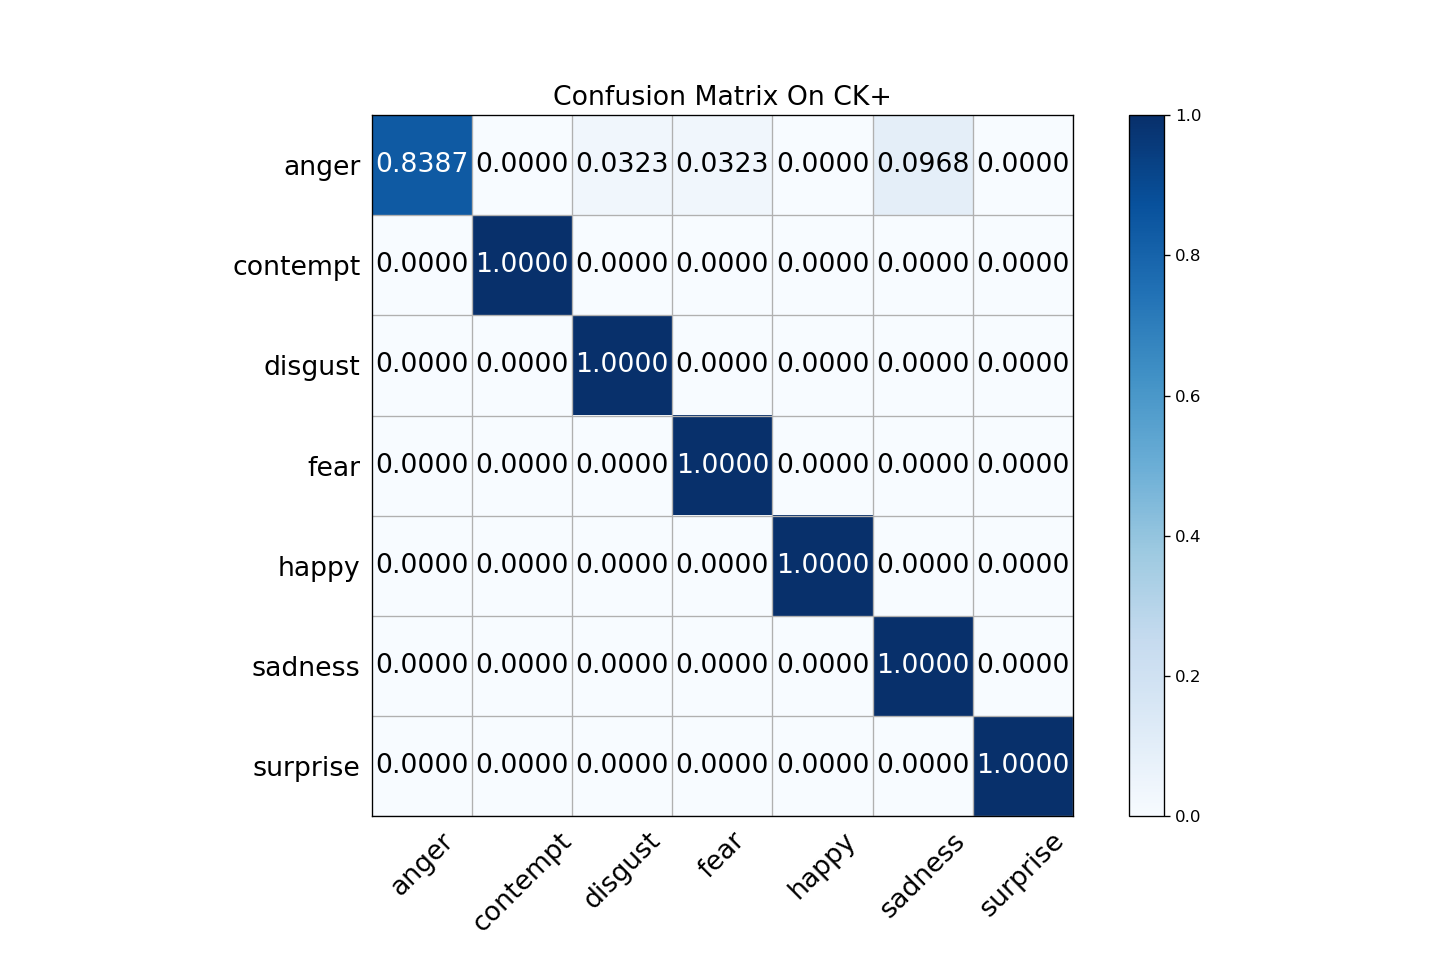 Confusion Matrix On CK+
anger 0.8387 0.0000 0.0323 0.0323 0.0000 0.0968 0.0000
contempt 0.0000 1.0000 0.0000 0.0000 0.0000 0.0000 0.0000
disgust 0.0000 0.0000 1.0000 0.0000 0.0000 0.0000 0.0000
fear 0.0000 0.0000 0.0000 1.0000 0.0000 0.0000 0.0000
happy 0.0000 0.0000 0.0000 0.0000 1.0000 0.0000 0.0000
sadness 0.0000 0.0000 0.0000 0.0000 0.0000 1.0000 0.0000
surprise 0.0000 0.0000 0.0000 0.0000 0.0000 0.0000 1.0000
anger contempt disgust fear happy sadness surprise
1.0
0.8
0.6
0.4
0.2
0.0